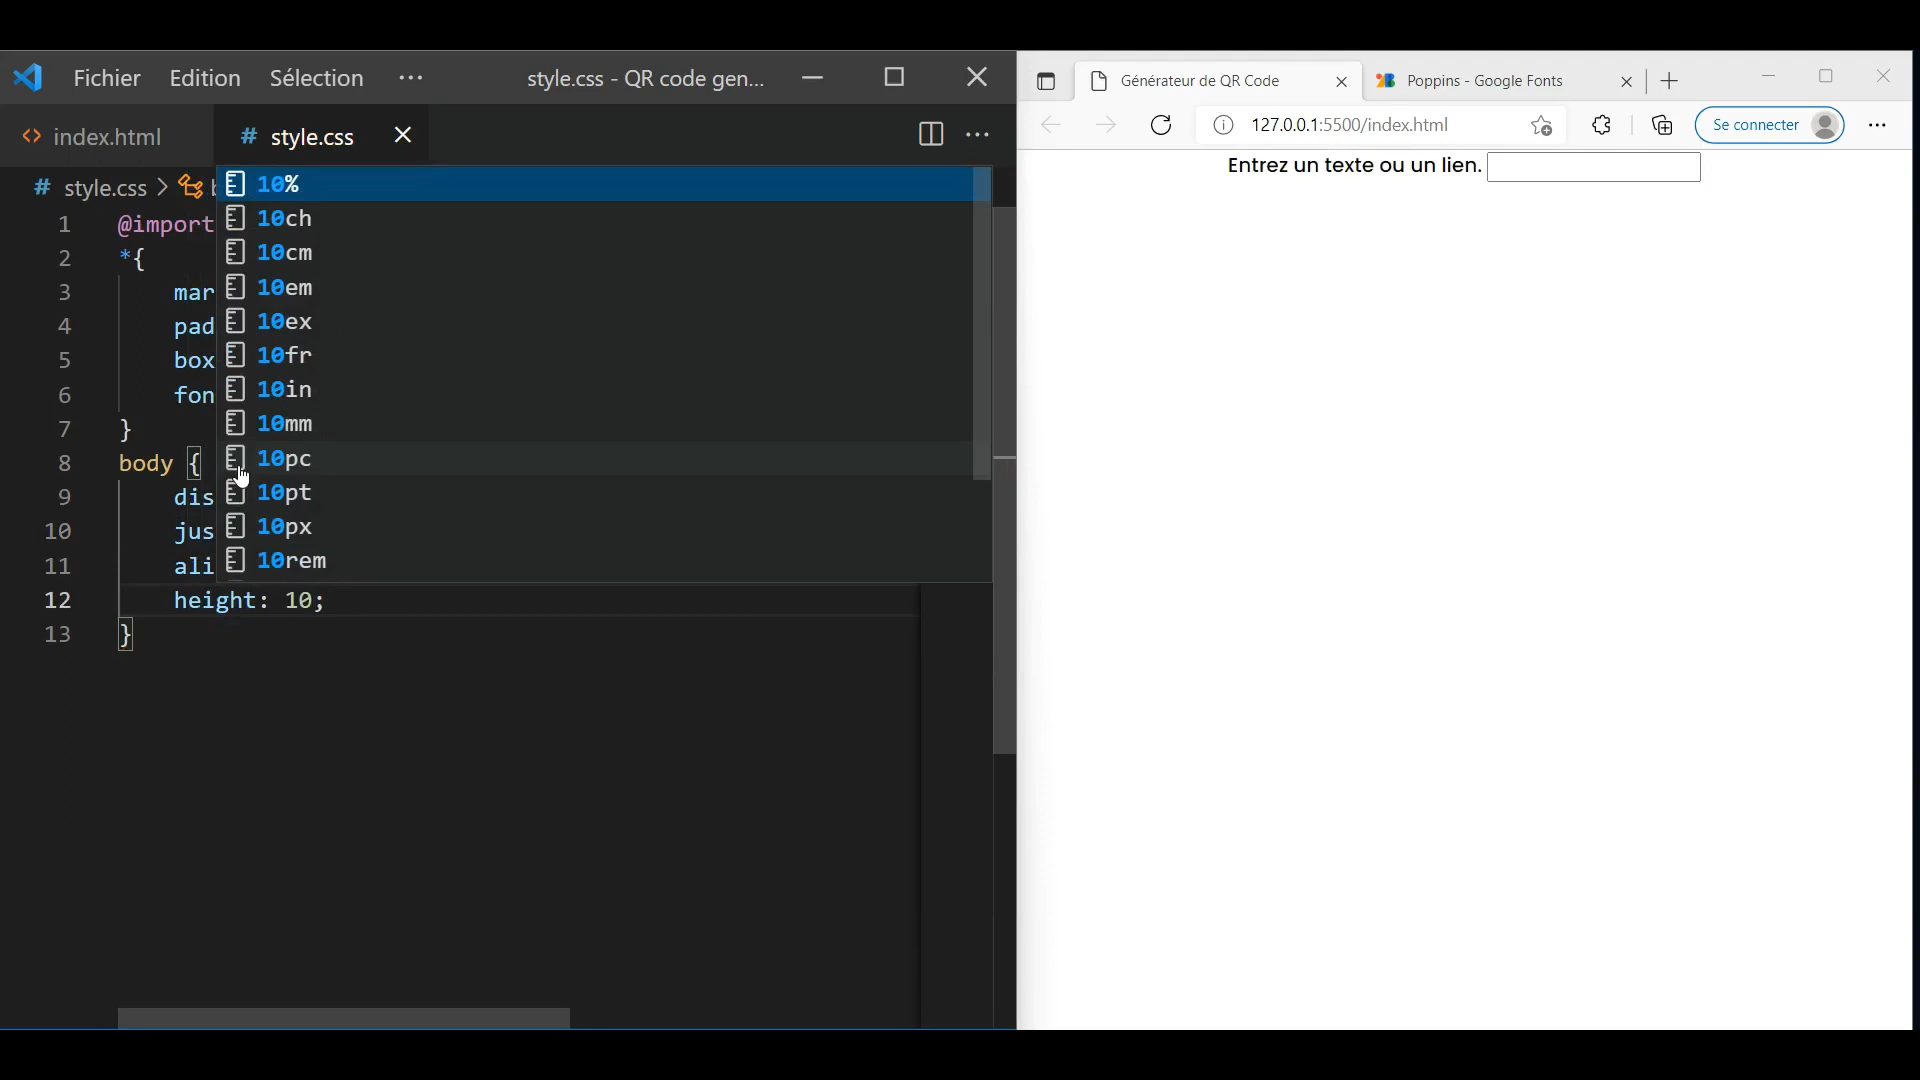 Fichier Edition Sélection ··· style.css - QR code gen...
index.html # style.css
# style.css >
1 @import
2 *{
3 mar
4 pad
5 box
6 fon
7 }
8 body {
9 dis
10 jus
11 ali
12 height: 10;
13 }
10%
10ch
10cm
10em
10ex
10fr
10in
10mm
10pc
10pt
10px
10rem
Générateur de QR Code Poppins - Google Fonts
127.0.0.1:5500/index.html Se connecter
Entrez un texte ou un lien.